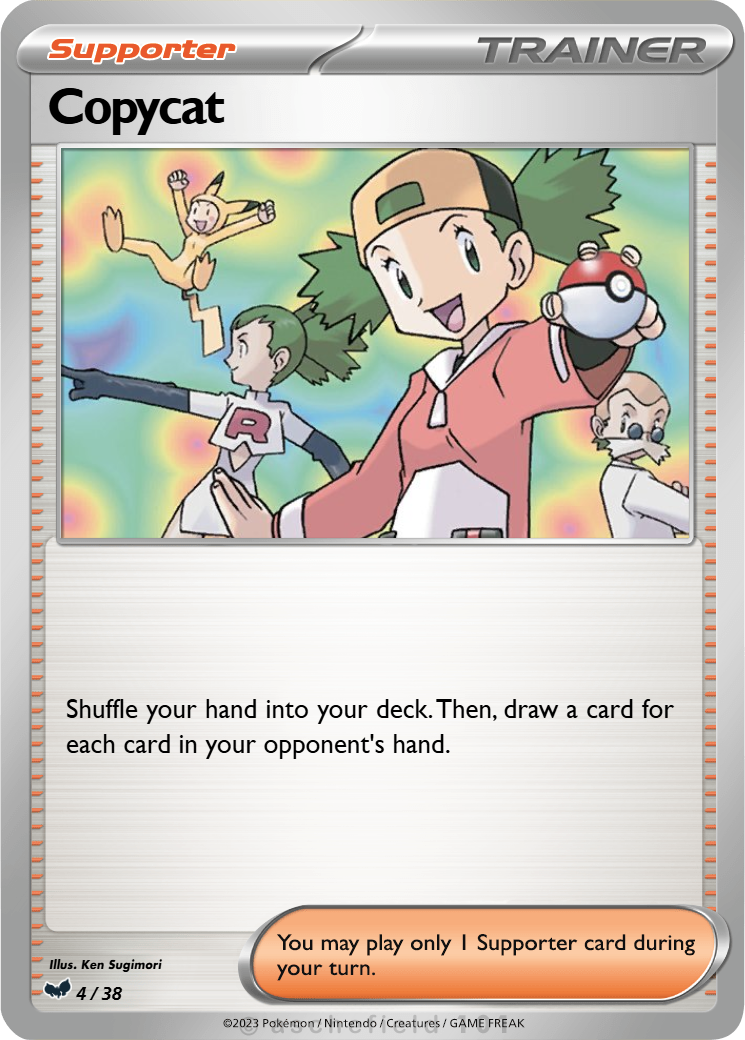 Supporter
TRAINER
Copycat
R
Shuffle your hand into your deck. Then, draw a card for
each card in your opponent's hand.
You may play only 1 Supporter card during
your turn.
Illus. Ken Sugimori
4 / 38
©2023 Pokémon / Nintendo / Creatures / GAME FREAK